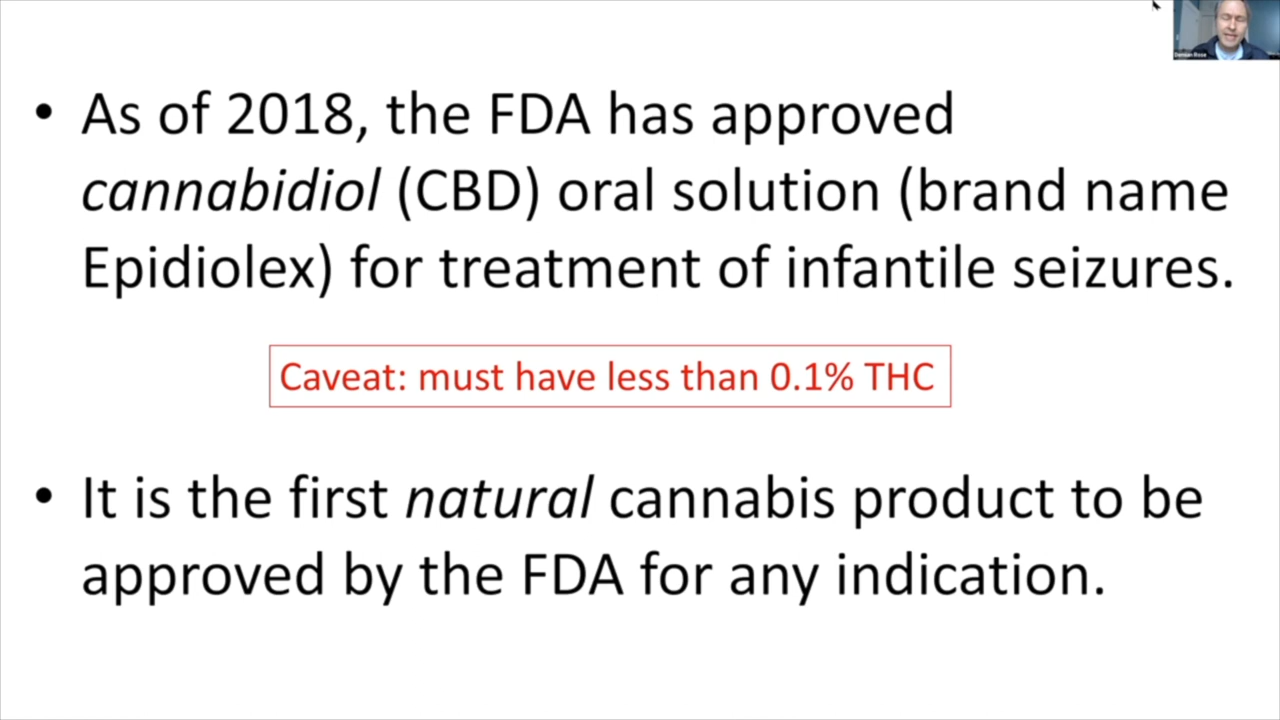 • As of 2018, the FDA has approved
cannabidiol (CBD) oral solution (brand name
Epidiolex) for treatment of infantile seizures.
Caveat: must have less than 0.1% THC
• It is the first natural cannabis product to be
approved by the FDA for any indication.
Damian Rose